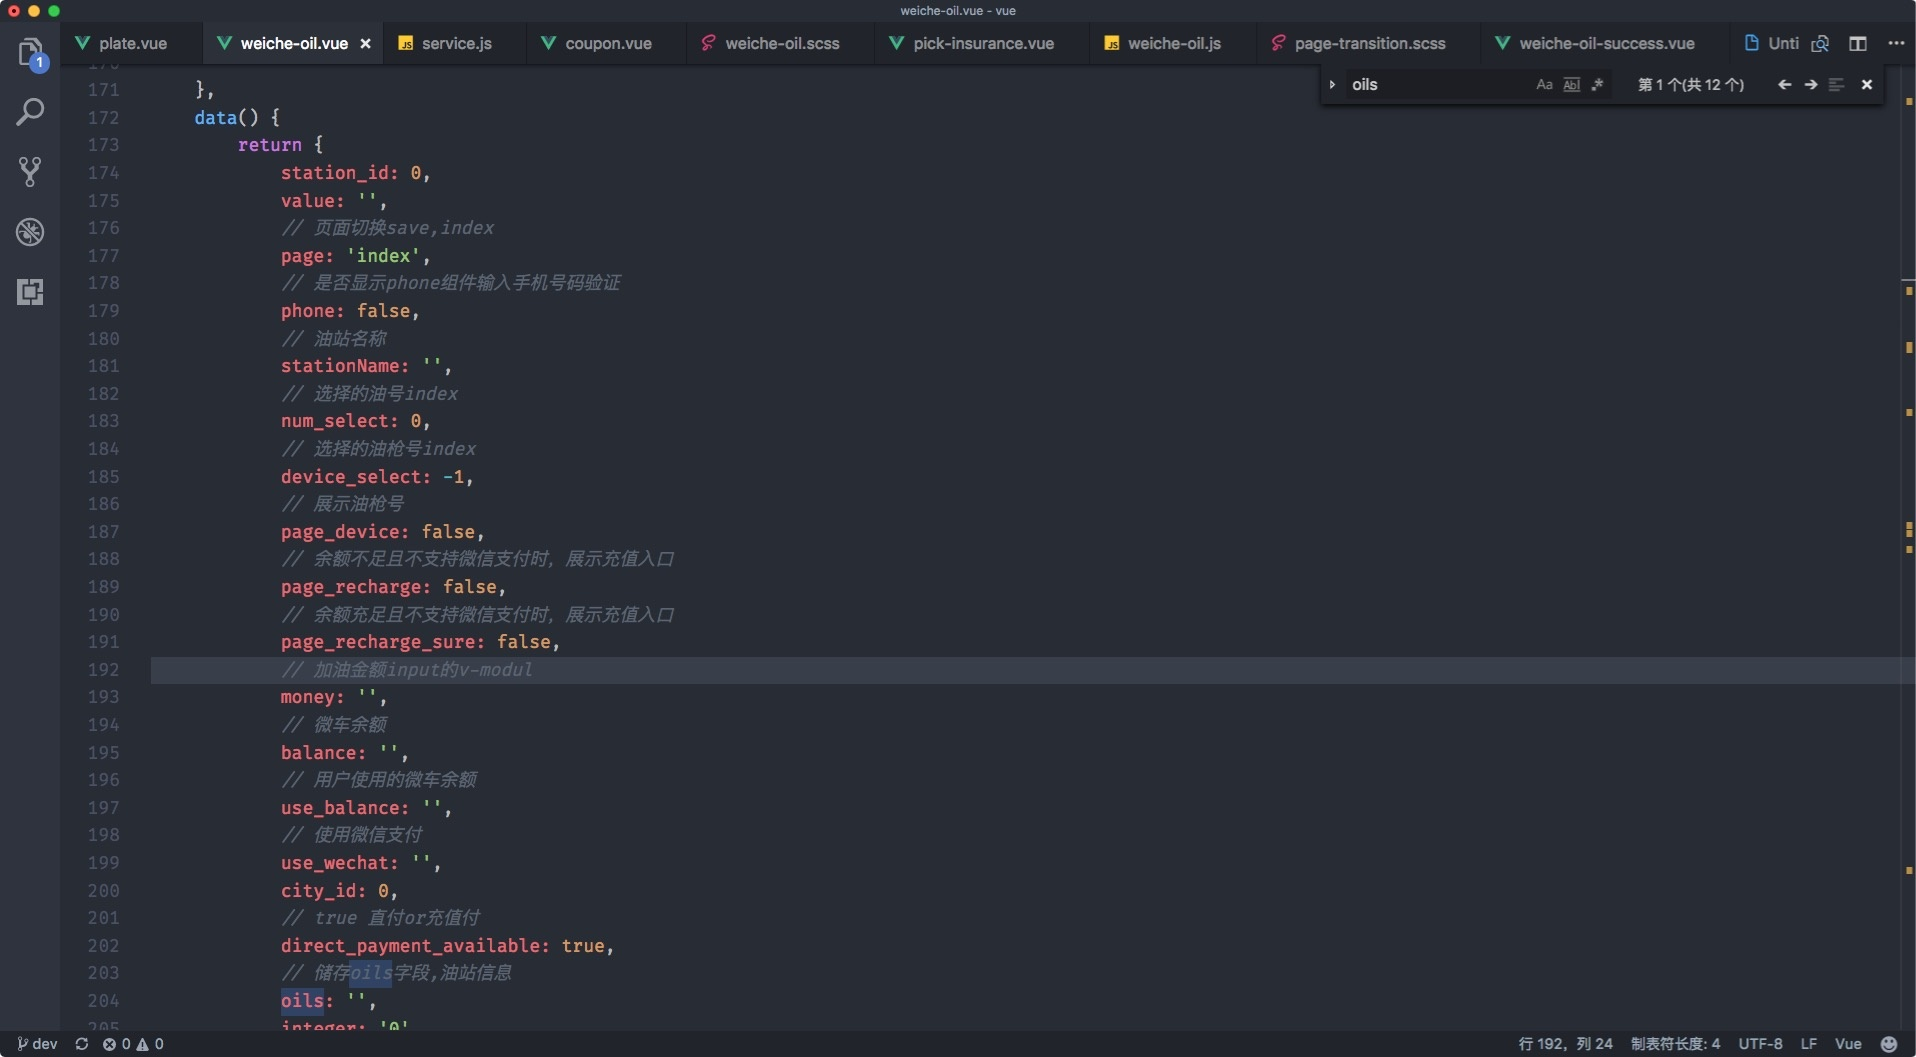 weiche-oil.vue - vue
plate.vue weiche-oil.vue × service.js coupon.vue weiche-oil.scss pick-insurance.vue weiche-oil.js page-transition.scss weiche-oil-success.vue Unti
oils Aa Abl .* 第 1 个(共 12 个)
1
171 },
172 data() {
173 return {
174 station_id: 0,
175 value: '',
176 // 页面切换save,index
177 page: 'index',
178 // 是否显示phone组件输入手机号码验证
179 phone: false,
180 // 油站名称
181 stationName: '',
182 // 选择的油号index
183 num_select: 0,
184 // 选择的油枪号index
185 device_select: -1,
186 // 展示油枪号
187 page_device: false,
188 // 余额不足且不支持微信支付时, 展示充值入口
189 page_recharge: false,
190 // 余额充足且不支持微信支付时, 展示充值入口
191 page_recharge_sure: false,
192 // 加油金额input的v-modul
193 money: '',
194 // 微车余额
195 balance: '',
196 // 用户使用的微车余额
197 use_balance: '',
198 // 使用微信支付
199 use_wechat: '',
200 city_id: 0,
201 // true 直付or充值付
202 direct_payment_available: true,
203 // 储存oils字段,油站信息
204 oils: '',
205 integer: '0'
dev 0 0 行 192, 列 24 制表符长度: 4 UTF-8 LF Vue